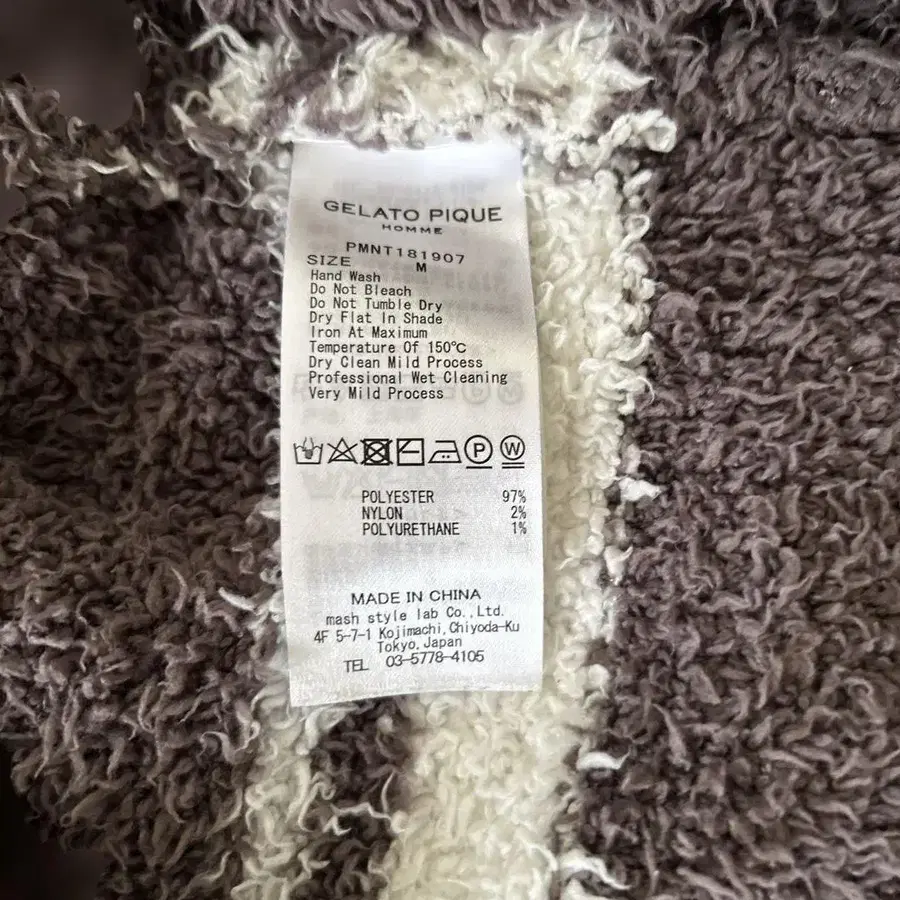 GELATO PIQUE
HOMME
PMNT181907
SIZE M
Hand Wash
Do Not Bleach
Do Not Tumble Dry
Dry Flat In Shade
Iron At Maximum
Temperature Of 150℃
Dry Clean Mild Process
Professional Wet Cleaning
Very Mild Process
P W
POLYESTER 97%
NYLON 2%
POLYURETHANE 1%
MADE IN CHINA
mash style lab Co.,Ltd.
4F 5-7-1 Kojimachi,Chiyoda-Ku
Tokyo,Japan
TEL 03-5778-4105